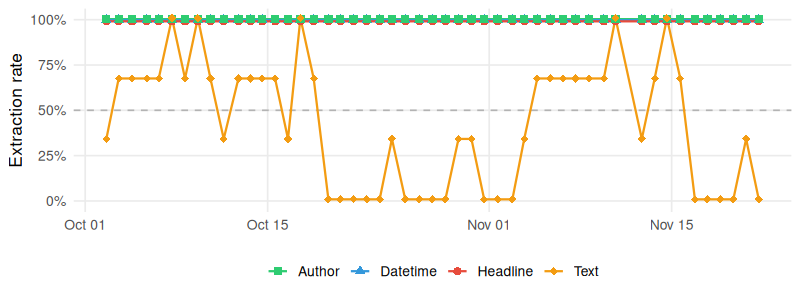 Extraction rate
100%
75%
50%
25%
0%
Oct 01 Oct 15 Nov 01 Nov 15
Author Datetime Headline Text